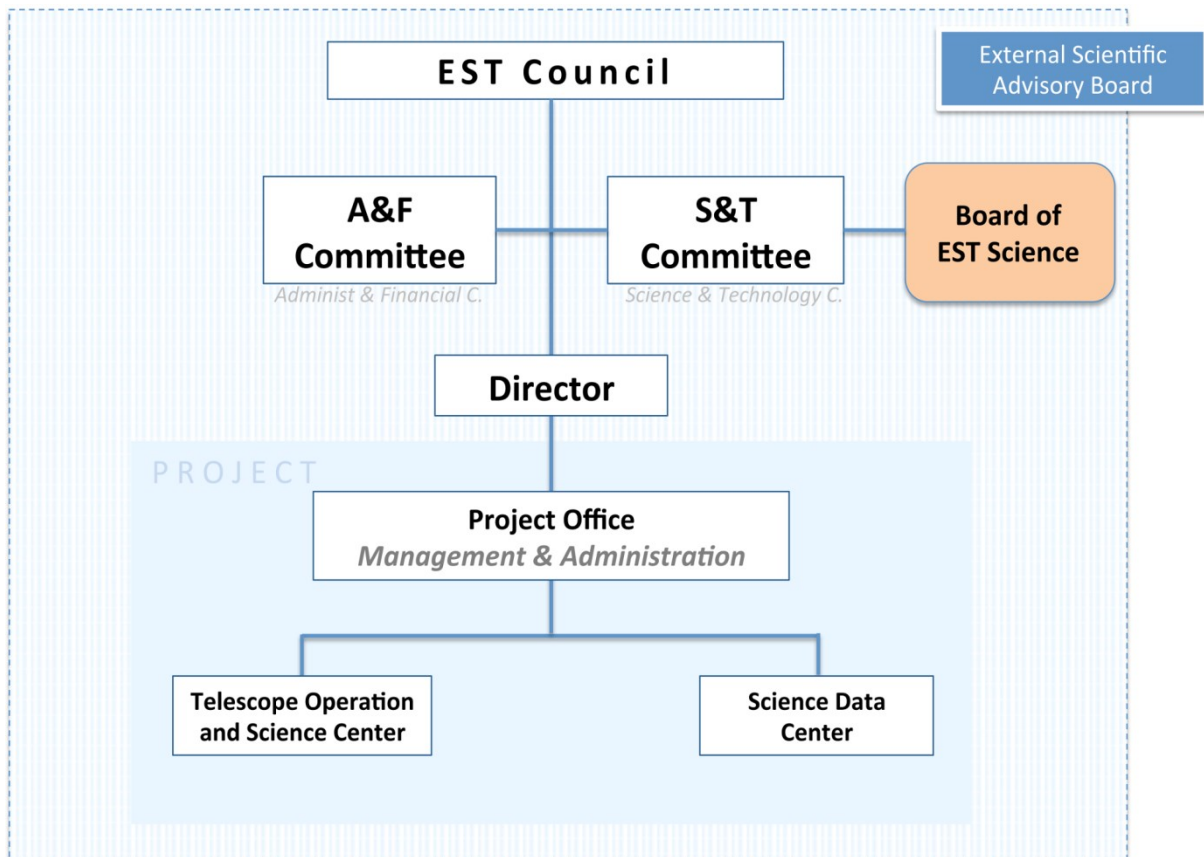 EST Council
External Scientific
Advisory Board
A&F
Committee
Administ & Financial C.
S&T
Committee
Science & Technology C.
Board of
EST Science
Director
PROJECT
Project Office
Management & Administration
Telescope Operation
and Science Center
Science Data
Center